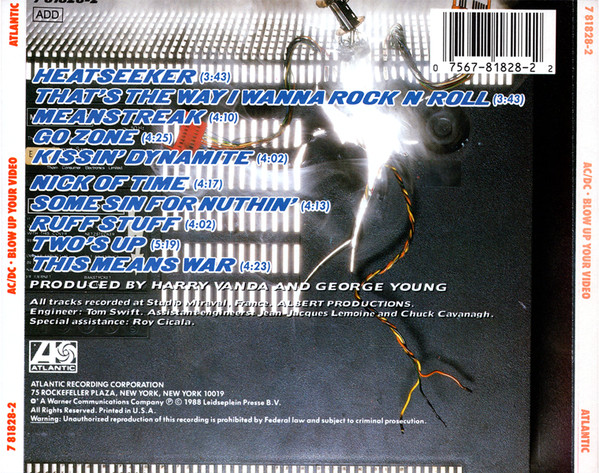 7 81828-2
ADD
0 7567-81828-2 2
HEATSEEKER (3:43)
THAT'S THE WAY I WANNA ROCK N ROLL (3:43)
MEANSTREAK (4:10)
GO ZONE (4:25)
KISSIN' DYNAMITE (4:02)
NICK OF TIME (4:17)
SOME SIN FOR NUTHIN' (4:13)
RUFF STUFF (4:02)
TWO'S UP (5:19)
THIS MEANS WAR (4:23)
PRODUCED BY HARRY VANDA AND GEORGE YOUNG
All tracks recorded at Studio Miraval, France. ALBERT PRODUCTIONS.
Engineer: Tom Swift. Assistant engineers: Jean-Jacques Lemoine and Chuck Cavanagh.
Special assistance: Roy Cicala.
ATLANTIC
ATLANTIC RECORDING CORPORATION
75 ROCKEFELLER PLAZA, NEW YORK, NEW YORK 10019
A Warner Communications Company ℗ © 1988 Leidseplein Presse B.V.
All Rights Reserved. Printed in U.S.A.
Warning: Unauthorized reproduction of this recording is prohibited by Federal law and subject to criminal prosecution.
ATLANTIC
AC/DC · BLOW UP YOUR VIDEO
7 81828-2
7 81828-2
AC/DC · BLOW UP YOUR VIDEO
ATLANTIC